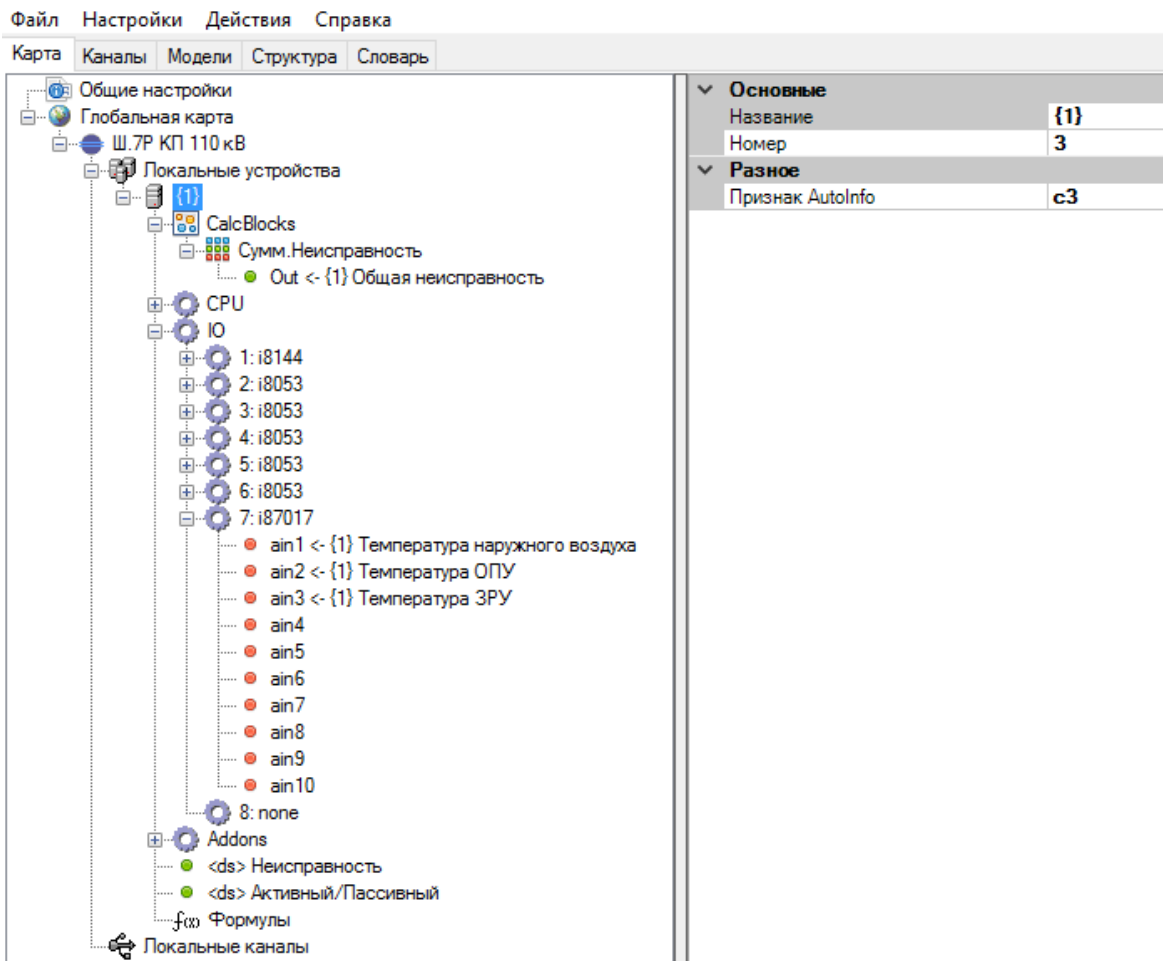 Файл Настройки Действия Справка
Карта Каналы Модели Структура Словарь
Общие настройки
Глобальная карта
Ш.7Р КП 110 кВ
Локальные устройства
{1}
CalcBlocks
Сумм.Неисправность
Out <- {1} Общая неисправность
CPU
IO
1: i8144
2: i8053
3: i8053
4: i8053
5: i8053
6: i8053
7: i87017
ain1 <- {1} Температура наружного воздуха
ain2 <- {1} Температура ОПУ
ain3 <- {1} Температура ЗРУ
ain4
ain5
ain6
ain7
ain8
ain9
ain10
8: none
Addons
<ds> Неисправность
<ds> Активный/Пассивный
f(x) Формулы
Локальные каналы
Основные
Название {1}
Номер 3
Разное
Признак AutoInfo c3